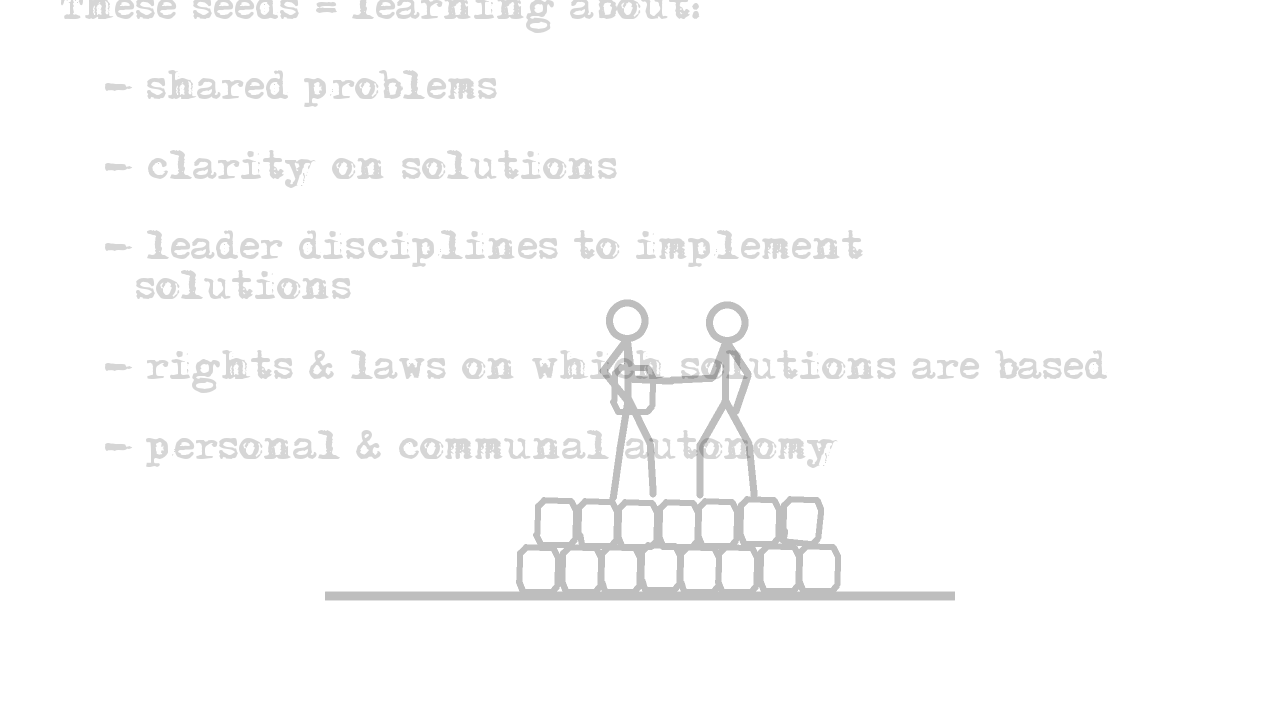 These seeds = learning about:
- shared problems
- clarity on solutions
- leader disciplines to implement
solutions
- rights & laws on which solutions are based
- personal & communal autonomy